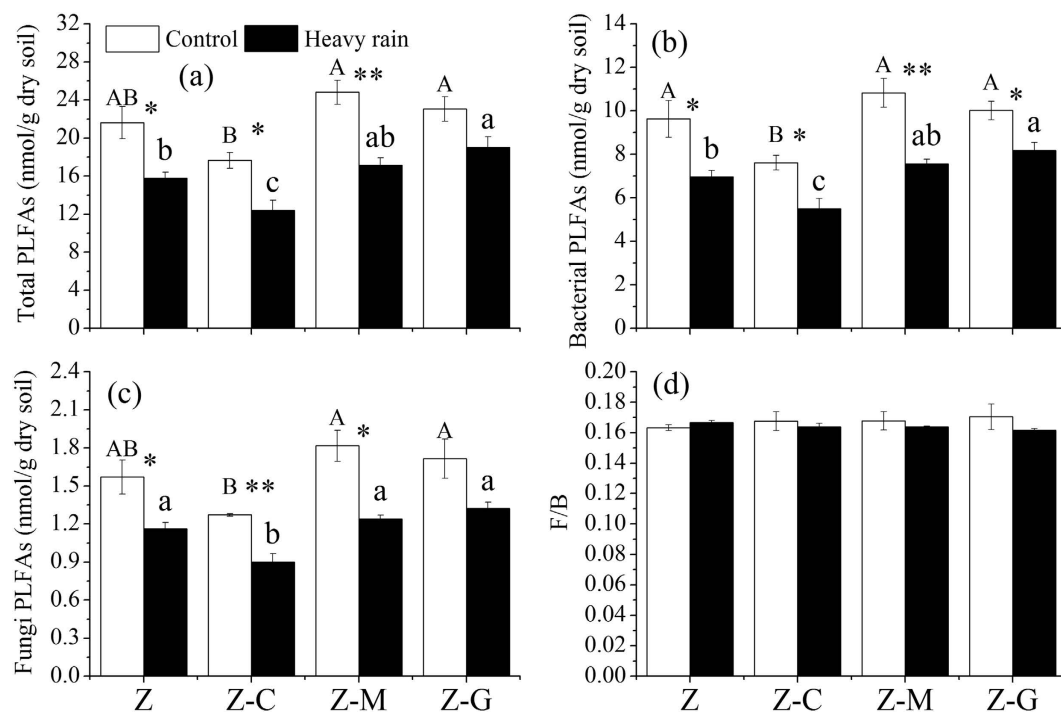 Control Heavy rain
(a)
Total PLFAs (nmol/g dry soil)
32
28
24
20
16
12
8
4
0
AB * b
B * c
A ** ab
A a
(b)
Bacterial PLFAs (nmol/g dry soil)
14
12
10
8
6
4
2
0
A * b
B * c
A ** ab
A * a
(c)
Fungi PLFAs (nmol/g dry soil)
2.4
2.1
1.8
1.5
1.2
0.9
0.6
0.3
0.0
AB * a
B ** b
A * a
A a
Z Z-C Z-M Z-G
(d)
F/B
0.20
0.18
0.16
0.14
0.12
0.10
0.08
0.06
0.04
0.02
0.00
Z Z-C Z-M Z-G